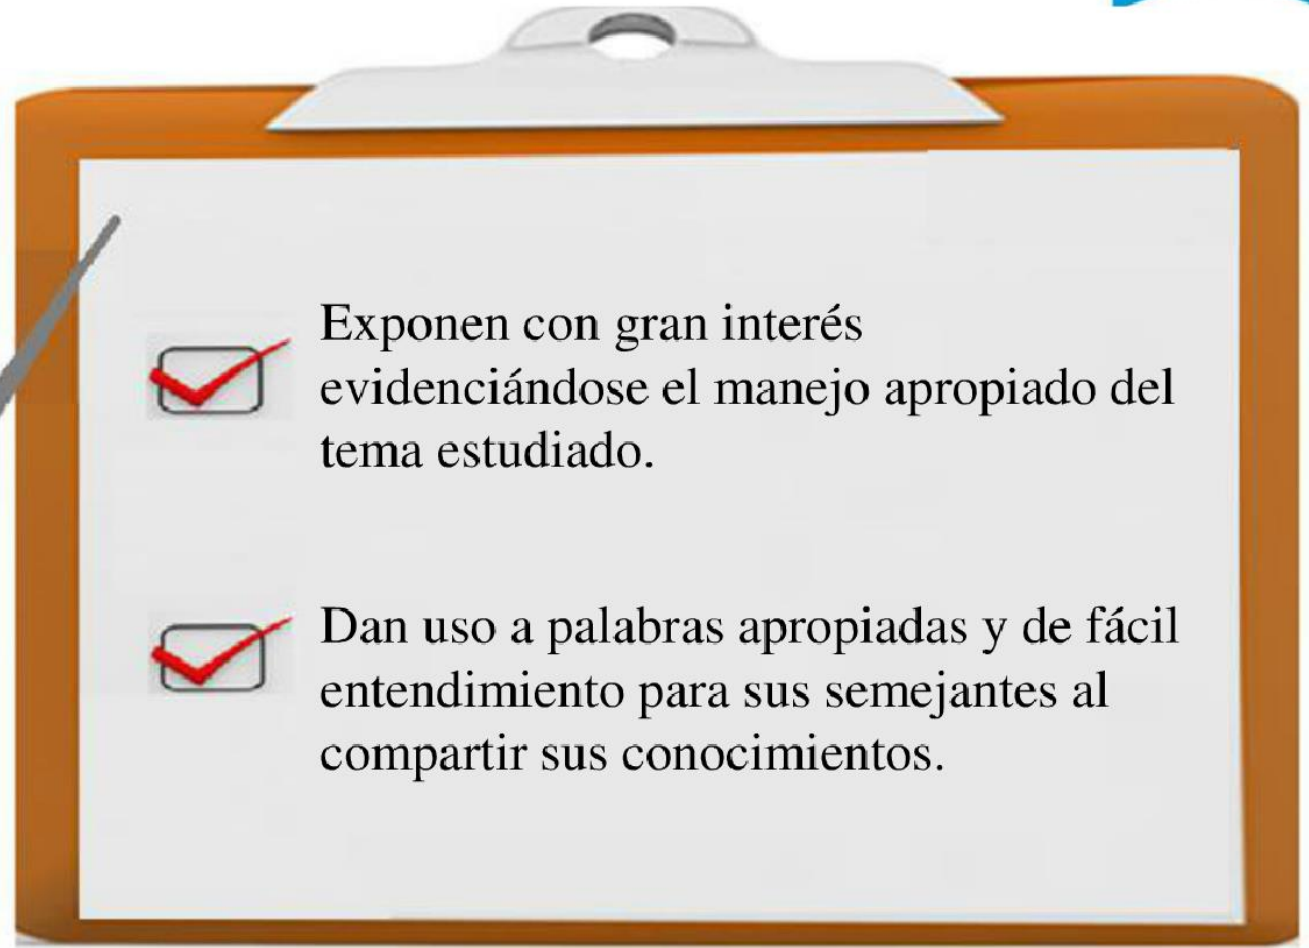 Exponen con gran interés
evidenciándose el manejo apropiado del
tema estudiado.
Dan uso a palabras apropiadas y de fácil
entendimiento para sus semejantes al
compartir sus conocimientos.